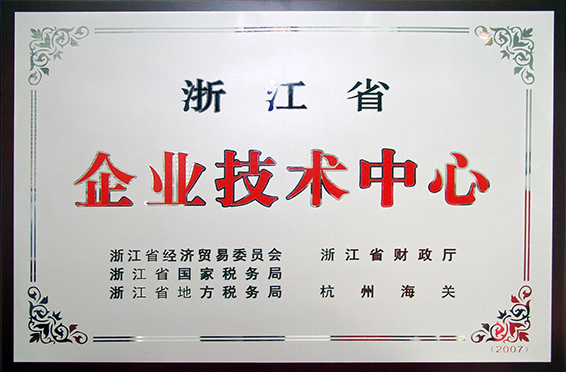 浙江省
企业技术中心
浙江省经济贸易委员会 浙江省财政厅
浙江省国家税务局
浙江省地方税务局 杭州海关
(2007)